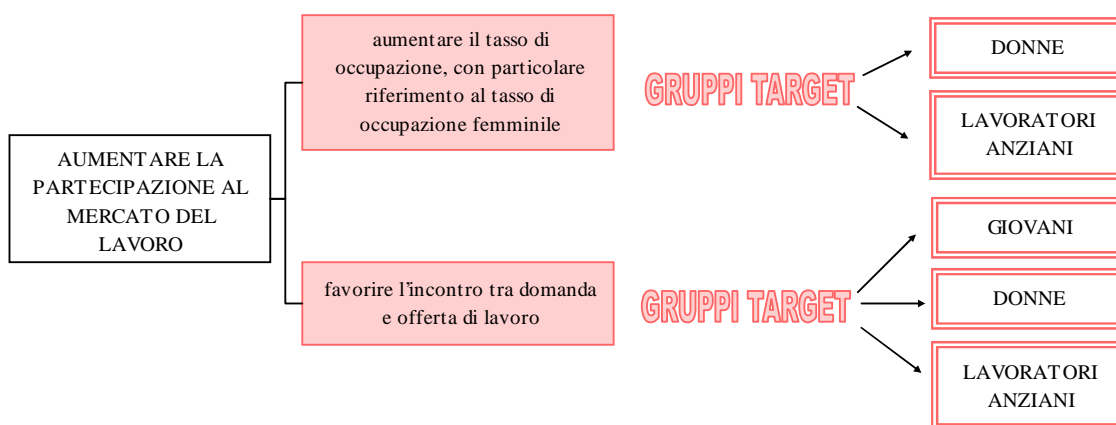 AUMENTARE LA
PARTECIPAZIONE AL
MERCATO DEL
LAVORO
aumentare il tasso di
occupazione, con particolare
riferimento al tasso di
occupazione femminile
GRUPPI TARGET
DONNE
LAVORATORI
ANZIANI
favorire l'incontro tra domanda
e offerta di lavoro
GRUPPI TARGET
GIOVANI
DONNE
LAVORATORI
ANZIANI